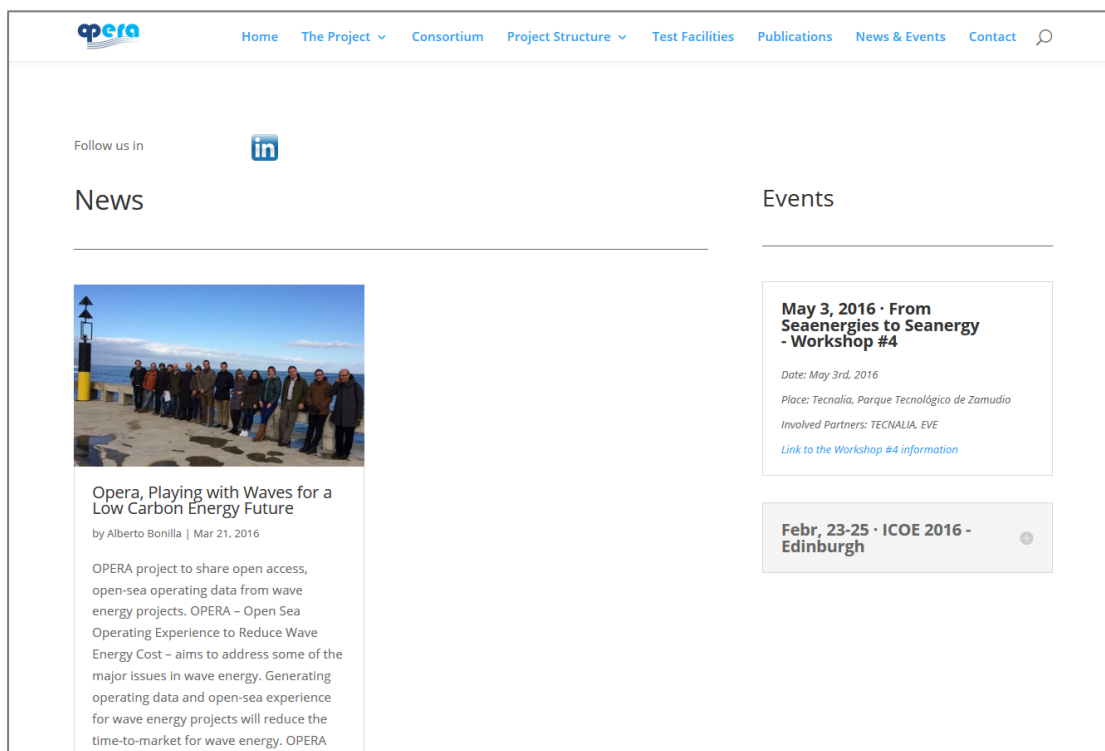 opera
Home The Project Consortium Project Structure Test Facilities Publications News & Events Contact
Follow us in
in
News
Opera, Playing with Waves for a
Low Carbon Energy Future
by Alberto Bonilla | Mar 21, 2016
OPERA project to share open access,
open-sea operating data from wave
energy projects. OPERA – Open Sea
Operating Experience to Reduce Wave
Energy Cost – aims to address some of the
major issues in wave energy. Generating
operating data and open-sea experience
for wave energy projects will reduce the
time-to-market for wave energy. OPERA
Events
May 3, 2016 · From
Seaenergies to Seanergy
- Workshop #4
Date: May 3rd, 2016
Place: Tecnalia, Parque Tecnológico de Zamudio
Involved Partners: TECNALIA, EVE
Link to the Workshop #4 information
Febr, 23-25 · ICOE 2016 -
Edinburgh